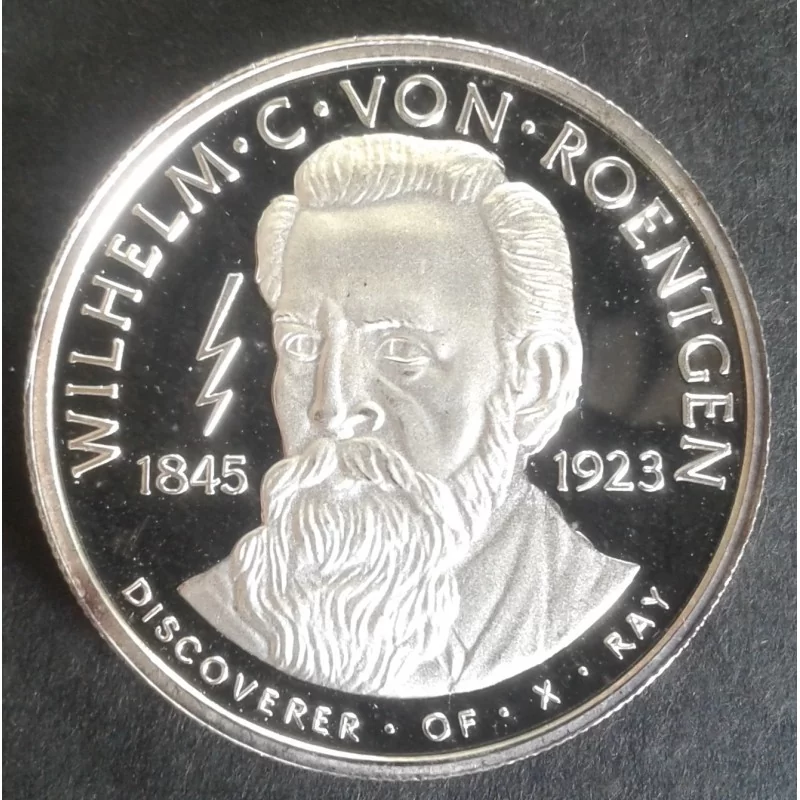 WILHELM · C · VON · ROENTGEN
1845
1923
DISCOVERER · OF · X · RAY